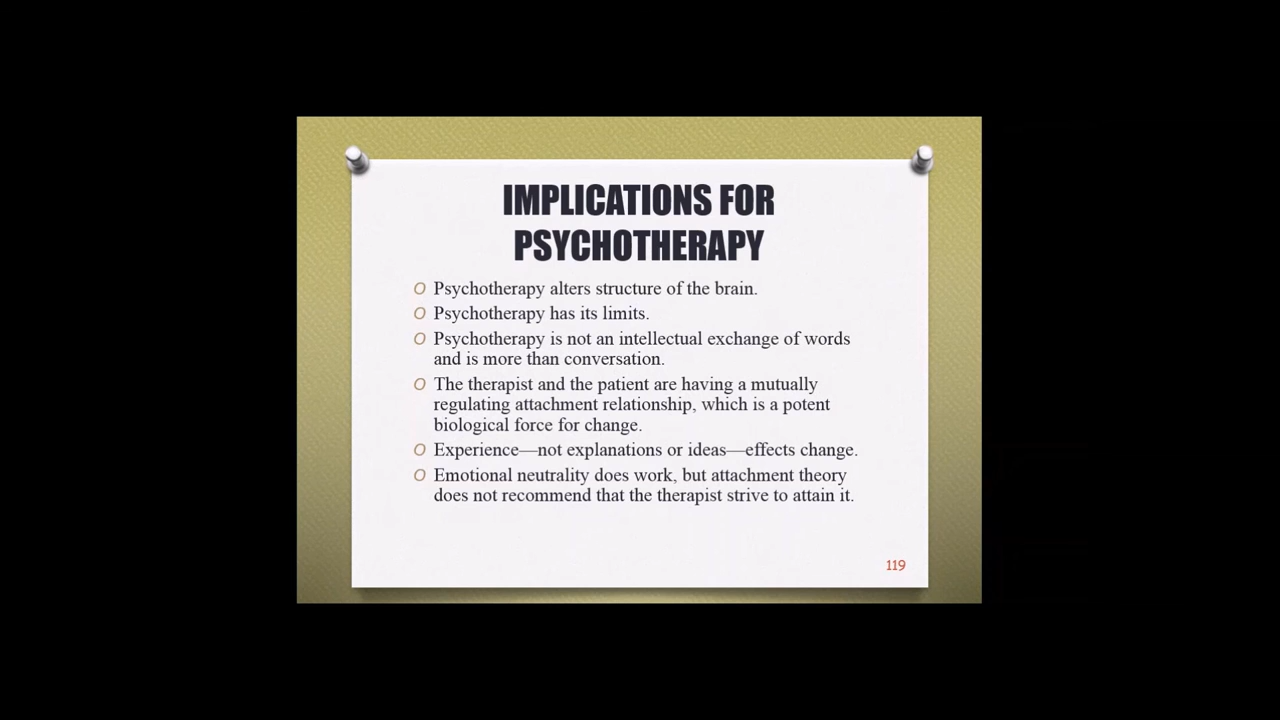 IMPLICATIONS FOR
PSYCHOTHERAPY
O Psychotherapy alters structure of the brain.
O Psychotherapy has its limits.
O Psychotherapy is not an intellectual exchange of words
and is more than conversation.
O The therapist and the patient are having a mutually
regulating attachment relationship, which is a potent
biological force for change.
O Experience—not explanations or ideas—effects change.
O Emotional neutrality does work, but attachment theory
does not recommend that the therapist strive to attain it.
119